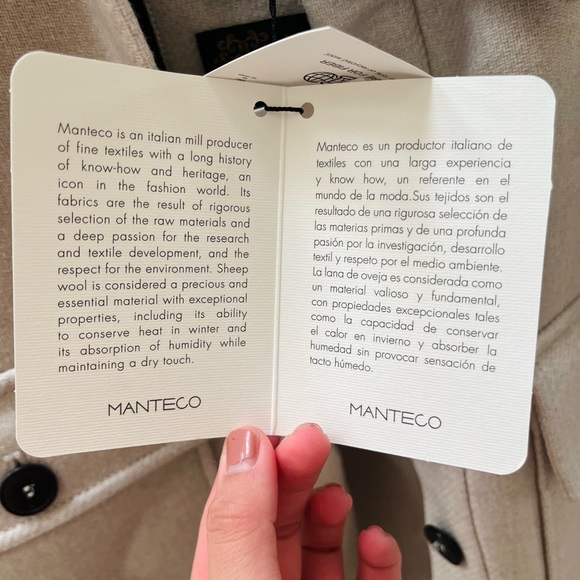 Manteco is an italian mill producer
of fine textiles with a long history
of know-how and heritage, an
icon in the fashion world. Its
fabrics are the result of rigorous
selection of the raw materials and
a deep passion for the research
and textile development, and the
respect for the environment. Sheep
wool is considered a precious and
essential material with exceptional
properties, including its ability
to conserve heat in winter and
its absorption of humidity while
maintaining a dry touch.
MANTECO
Manteco es un productor italiano de
textiles con una larga experiencia
y know how, un referente en el
mundo de la moda.Sus tejidos son el
resultado de una rigurosa selección de
las materias primas y de una profunda
pasión por la investigación, desarrollo
textil y respeto por el medio ambiente.
La lana de oveja es considerada como
un material valioso y fundamental,
con propiedades excepcionales tales
como la capacidad de conservar
el calor en invierno y absorber la
humedad sin provocar sensación de
tacto húmedo.
MANTECO